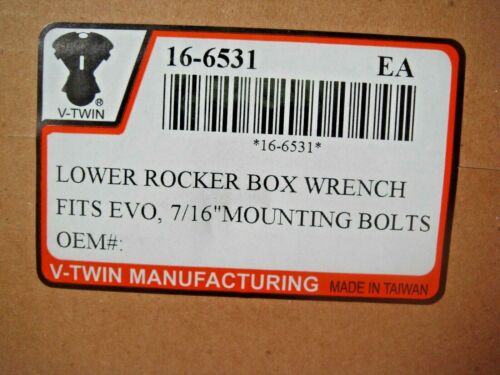 16-6531 EA
V-TWIN ®
*16-6531*
LOWER ROCKER BOX WRENCH
FITS EVO, 7/16"MOUNTING BOLTS
OEM#:
V-TWIN MANUFACTURING MADE IN TAIWAN